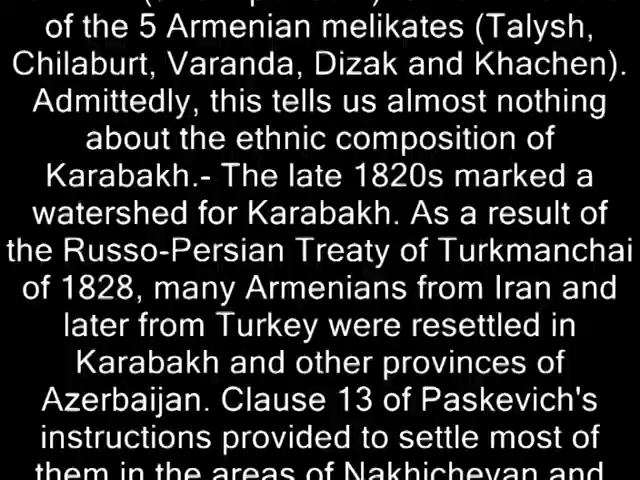 of the 5 Armenian melikates (Talysh,
Chilaburt, Varanda, Dizak and Khachen).
Admittedly, this tells us almost nothing
about the ethnic composition of
Karabakh.- The late 1820s marked a
watershed for Karabakh. As a result of
the Russo-Persian Treaty of Turkmanchai
of 1828, many Armenians from Iran and
later from Turkey were resettled in
Karabakh and other provinces of
Azerbaijan. Clause 13 of Paskevich's
instructions provided to settle most of
them in the areas of Nakhichevan and